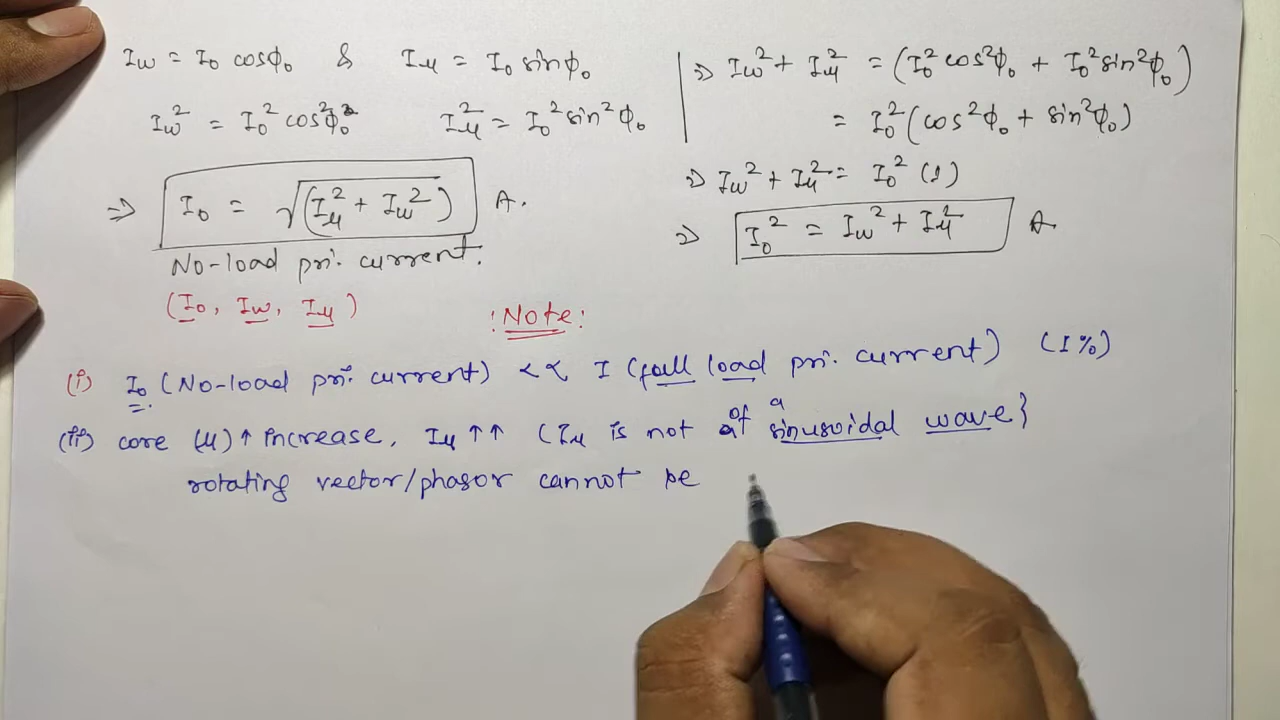 Iw = I₀ cosϕ₀ & Iμ = I₀ sinϕ₀
Iw² = I₀² cos²ϕ₀² Iμ² = I₀² sin²ϕ₀
⇒ I₀ = √(Iμ² + Iw²) A.
No-load pri. current.
(I₀, Iw, Iμ)
⇒ Iw² + Iμ² = (I₀² cos²ϕ₀ + I₀² sin²ϕ₀)
= I₀² (cos²ϕ₀ + sin²ϕ₀)
⇒ Iw² + Iμ² = I₀² (1)
⇒ I₀² = Iw² + Iμ² A
:Note:
(i) I₀ (No-load pri. current) << I (full load pri. current) (1%)
(ii) core (μ) ↑ increase, Iμ ↑↑ (Iμ is not of a sinusoidal wave}
rotating vector/phasor cannot be